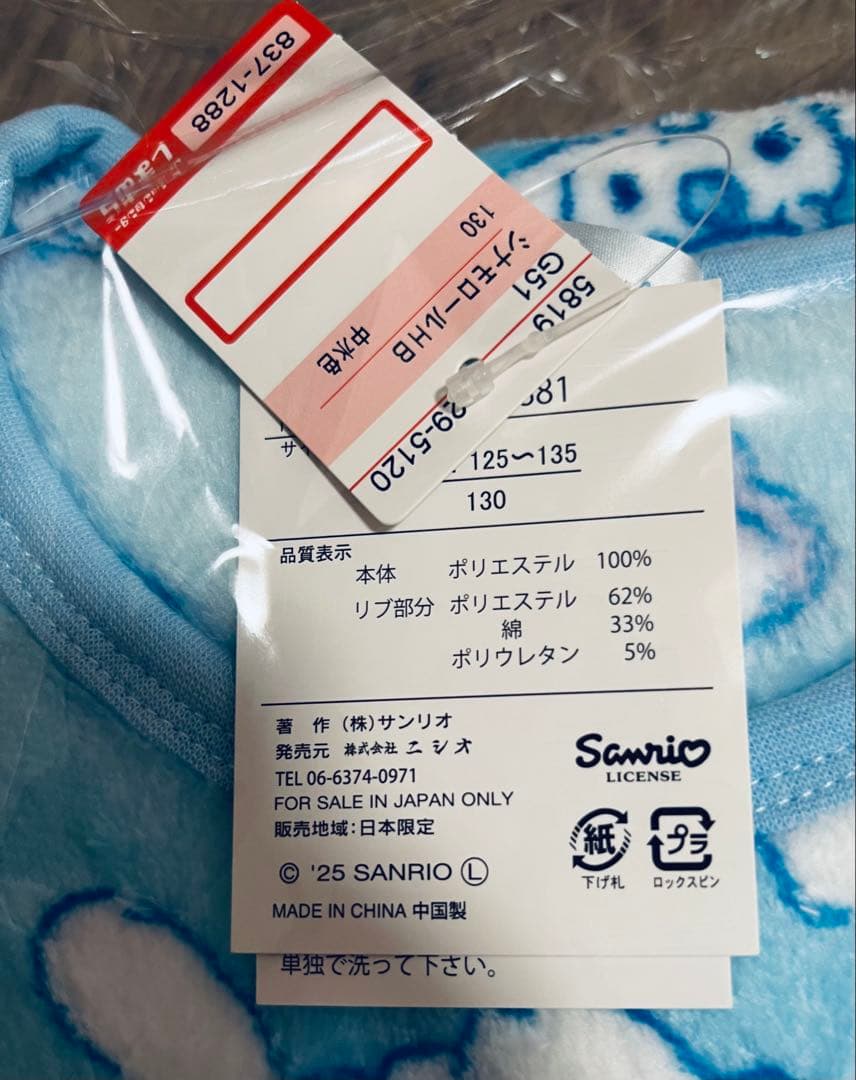 837-1288
130
シナモロールHB
中水色
G51
5819
29-5120
81
125〜135
130
品質表示
本体 ポリエステル 100%
リブ部分 ポリエステル 62%
綿 33%
ポリウレタン 5%
著 作 (株)サンリオ
発売元 株式会社 ニシオ
TEL 06-6374-0971
FOR SALE IN JAPAN ONLY
販売地域:日本限定
© '25 SANRIO Ⓛ
MADE IN CHINA 中国製
Sanrio
LICENSE
紙 プラ
下げ札 ロックスピン
単独で洗って下さい。